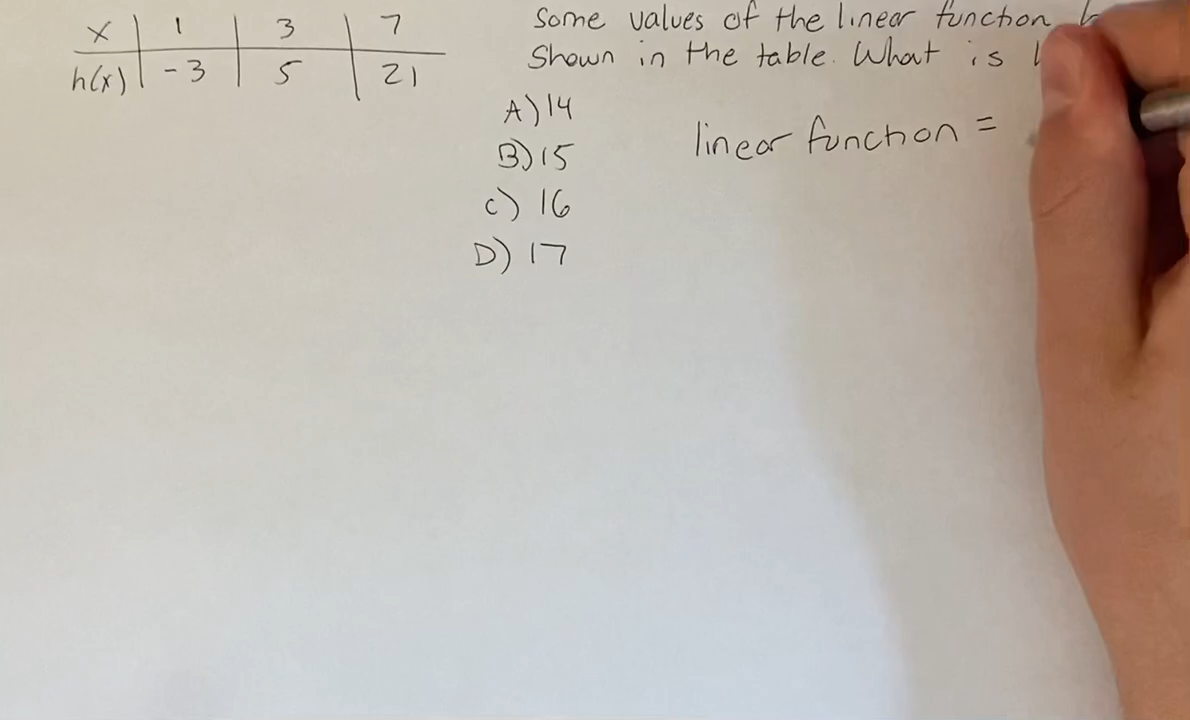 x 1 3 7
h(x) -3 5 21
Some values of the linear function
Shown in the table. What is
A) 14
B) 15
C) 16
D) 17
linear function =